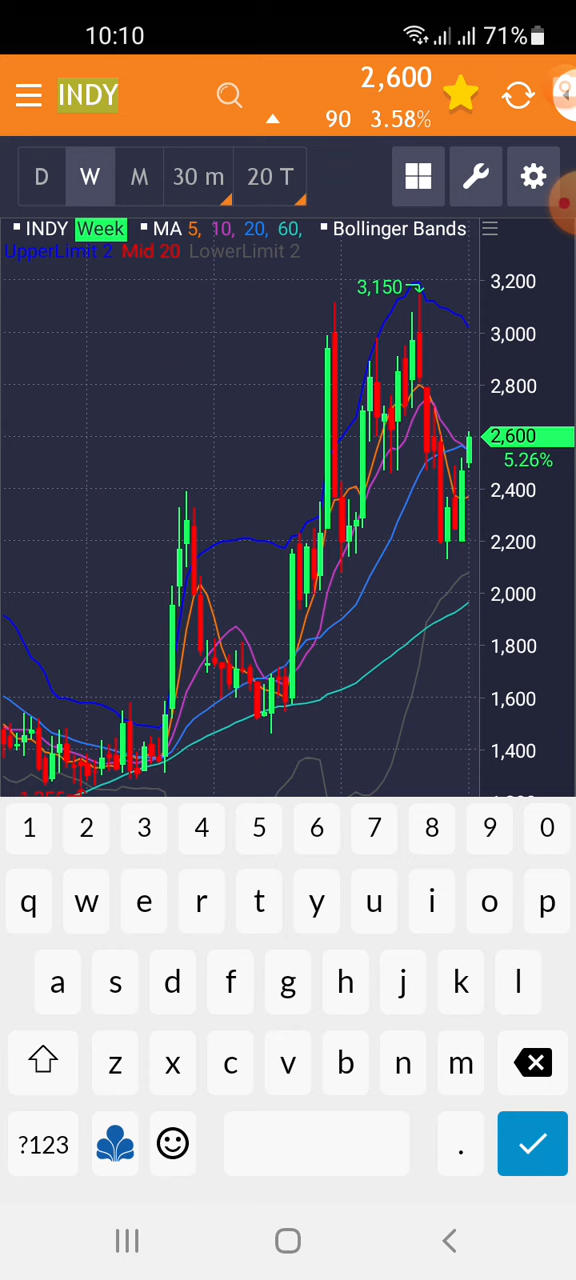 10:10 71%
INDY 2,600
90 3.58%
D W M 30 m 20 T
INDY Week MA 5, 10, 20, 60, Bollinger Bands
UpperLimit 2 Mid 20 LowerLimit 2
3,150
3,200
3,000
2,800
2,600
5.26%
2,400
2,200
2,000
1,800
1,600
1,400
1 2 3 4 5 6 7 8 9 0
q w e r t y u i o p
a s d f g h j k l
z x c v b n m
?123 .